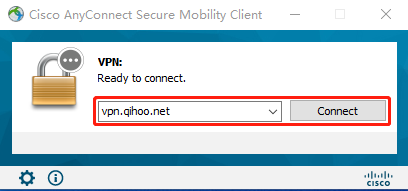 Cisco AnyConnect Secure Mobility Client
VPN:
Ready to connect.
vpn.qihoo.net
Connect
CISCO